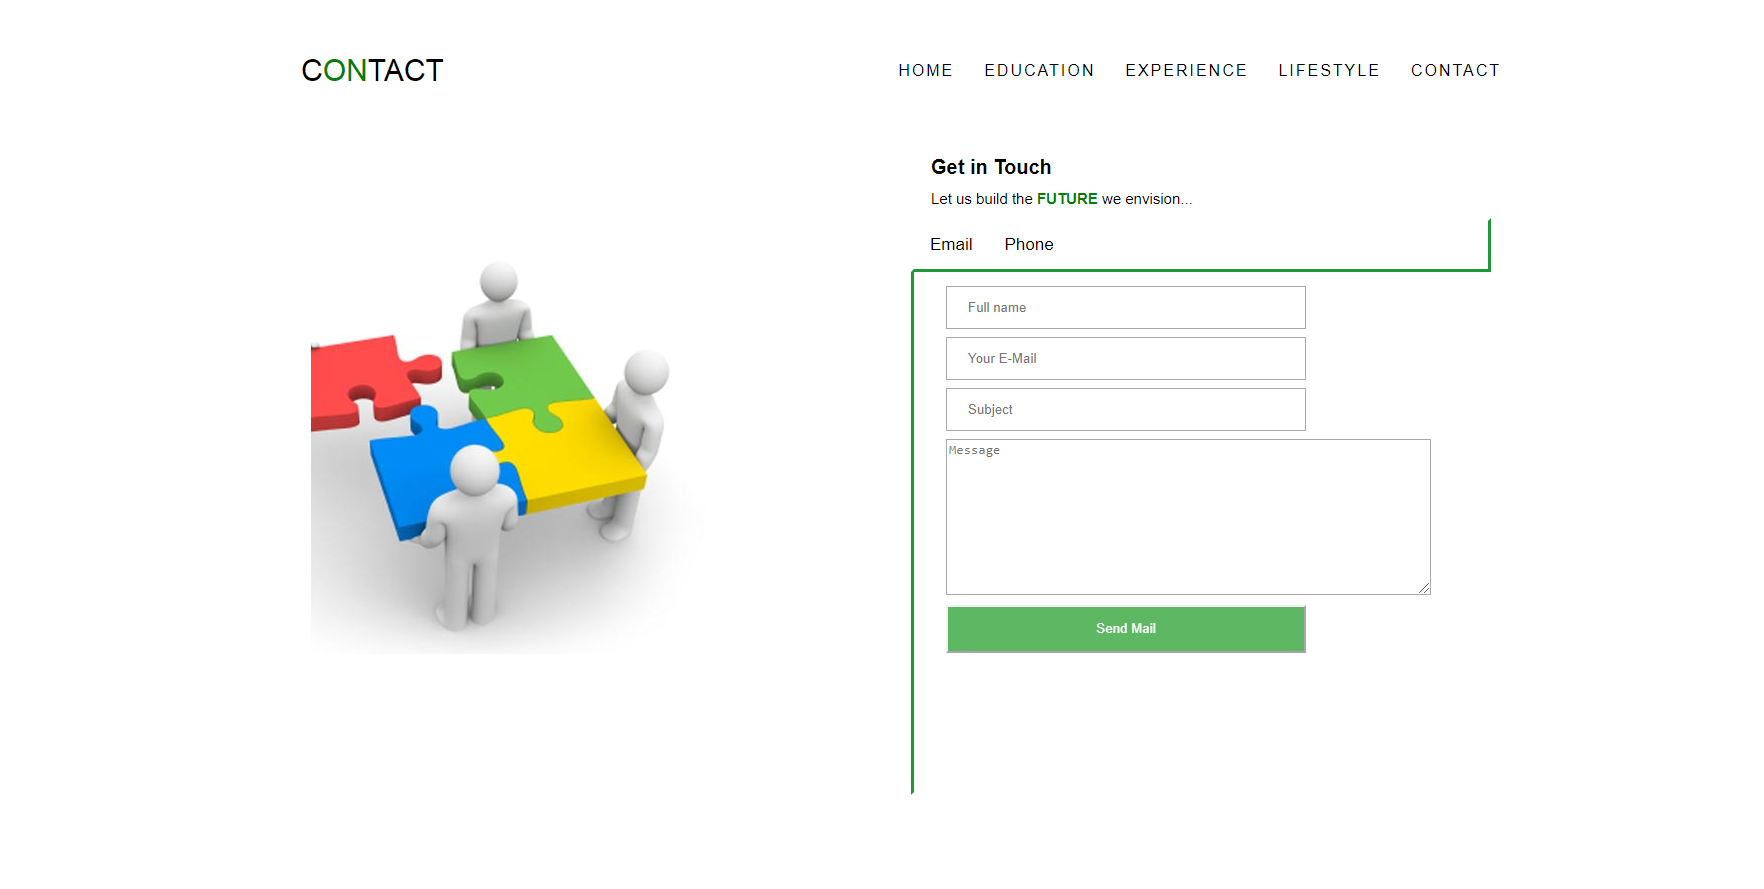 CONTACT
HOME EDUCATION EXPERIENCE LIFESTYLE CONTACT
Get in Touch
Let us build the FUTURE we envision...
Email Phone
Full name
Your E-Mail
Subject
Message
Send Mail